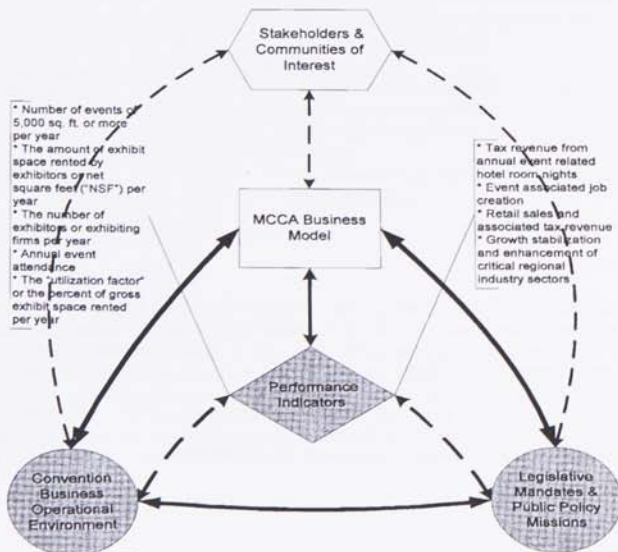 Stakeholders &
Communities of
Interest
* Number of events of
5,000 sq. ft. or more
per year
* The amount of exhibit
space rented by
exhibitors or net
square feet ("NSF") per
year
* The number of
exhibitors or exhibiting
firms per year
* Annual event
attendance
* The "utilization factor"
or the percent of gross
exhibit space rented
per year
* Tax revenue from
annual event related
hotel room nights
* Event associated job
creation
* Retail sales and
associated tax revenue
* Growth stabilization
and enhancement of
critical regional
industry sectors
MCCA Business
Model
Performance
Indicators
Convention
Business
Operational
Environment
Legislative
Mandates &
Public Policy
Missions